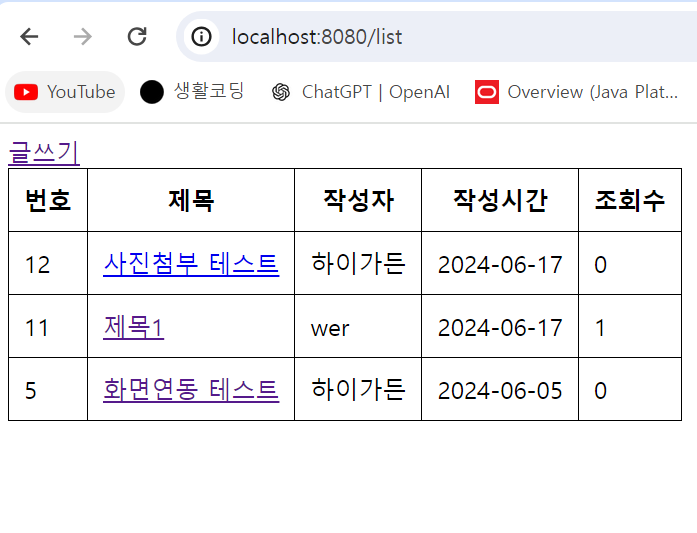 localhost:8080/list
YouTube 생활코딩 ChatGPT | OpenAI Overview (Java Plat...
글쓰기
번호 제목 작성자 작성시간 조회수
12 사진첨부 테스트 하이가든 2024-06-17 0
11 제목1 wer 2024-06-17 1
5 화면연동 테스트 하이가든 2024-06-05 0